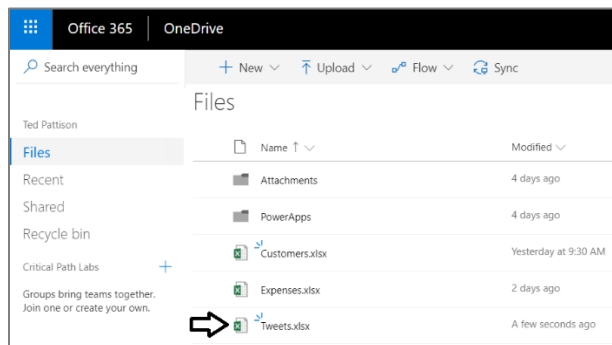 Office 365 OneDrive
Search everything
New Upload Flow Sync
Files
Ted Pattison
Files
Recent
Shared
Recycle bin
Critical Path Labs
Groups bring teams together.
Join one or create your own.
Name Modified
Attachments 4 days ago
PowerApps 4 days ago
Customers.xlsx Yesterday at 9:30 AM
Expenses.xlsx 2 days ago
Tweets.xlsx A few seconds ago